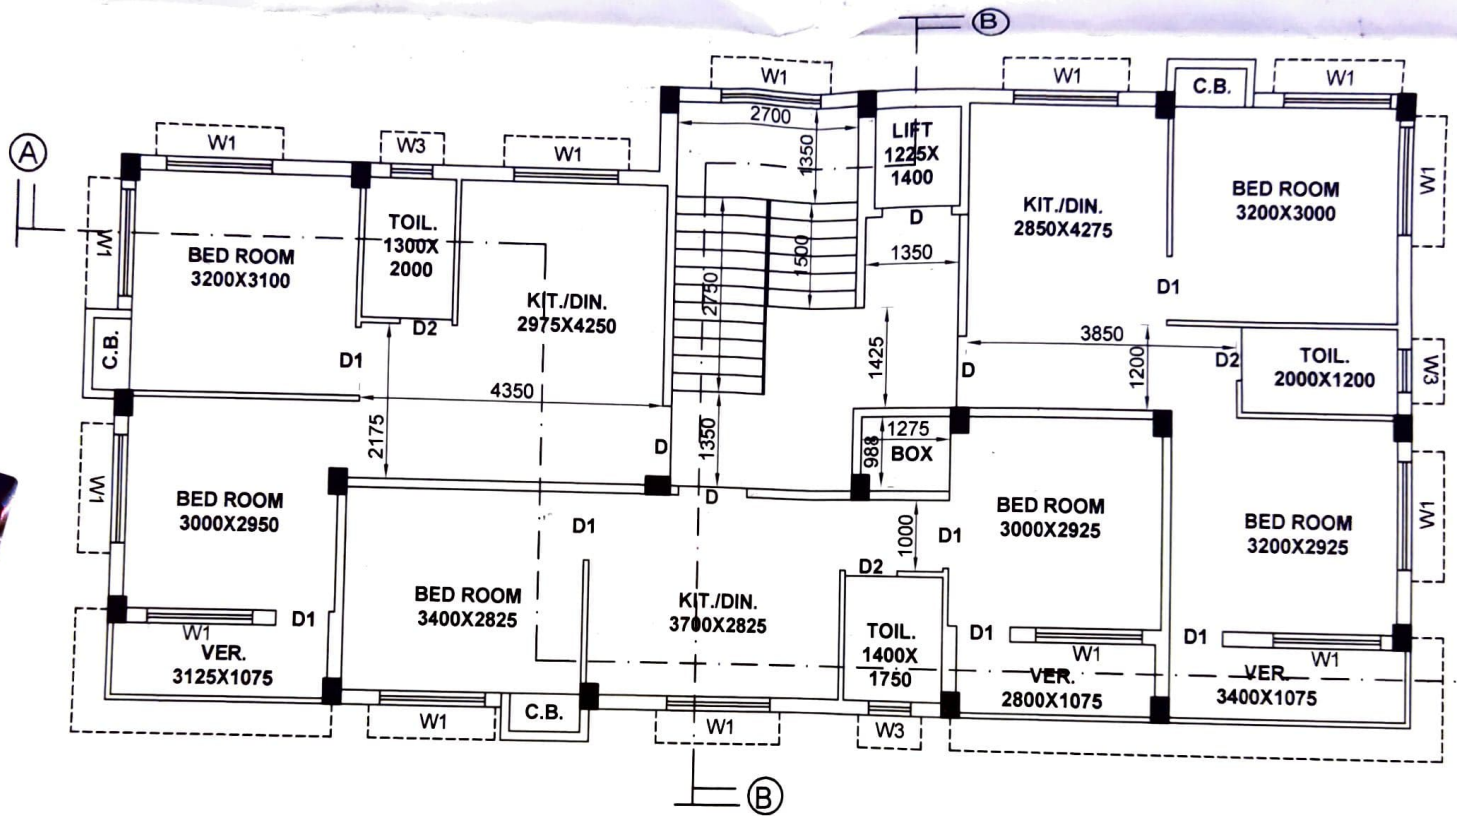 B
W1
W1
W1
C.B.
2700
1350
LIFT
1225X
1400
W1
W3
W1
A
W1
BED ROOM
3200X3000
KIT./DIN.
2850X4275
TOIL.
1300X
2000
D
BED ROOM
3200X3100
W1
1500
1350
2750
D1
KIT./DIN.
2975X4250
D2
C.B.
D1
1425
3850
D
1200
D2
TOIL.
2000X1200
W3
4350
2175
1350
D
1275
988
BOX
W1
BED ROOM
3000X2950
D
D1
1000
D1
BED ROOM
3000X2925
BED ROOM
3200X2925
W1
D2
BED ROOM
3400X2825
KIT./DIN.
3700X2825
D1
W1
VER.
3125X1075
TOIL.
1400X
1750
D1
W1
D1
W1
VER.
2800X1075
VER.
3400X1075
W1
C.B.
W1
W3
B